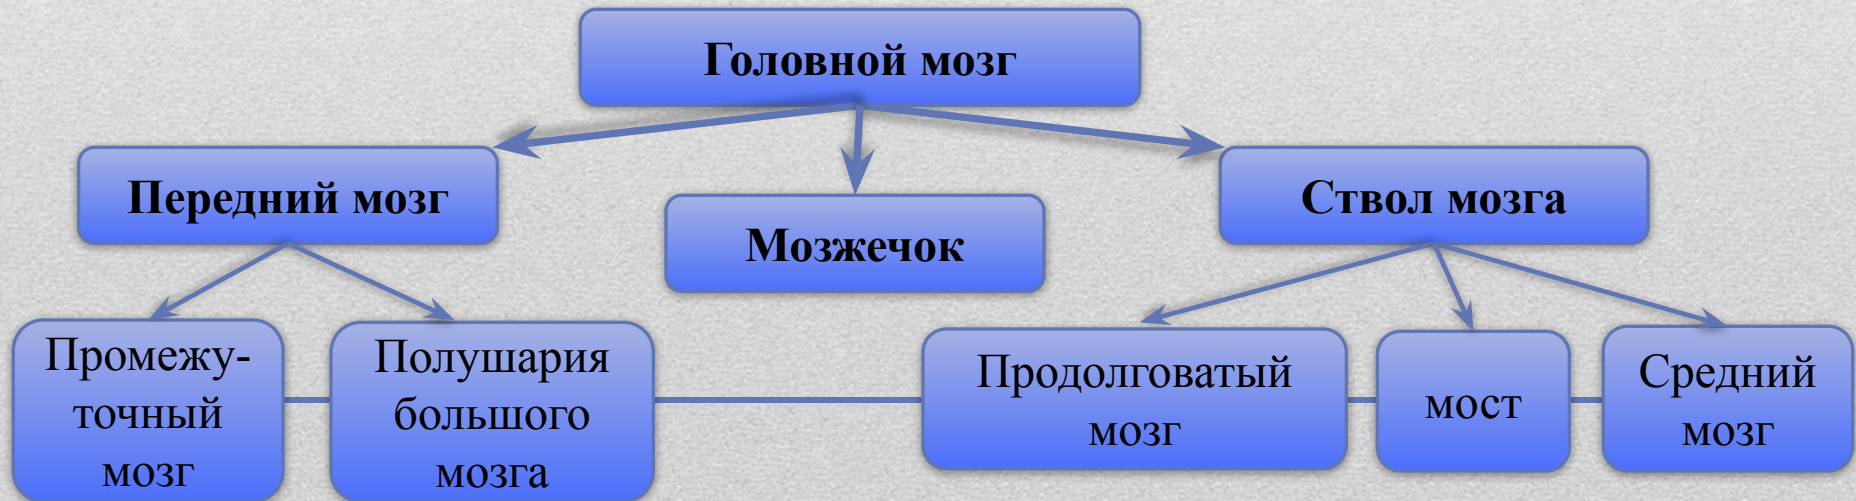 Головной мозг
Передний мозг
Мозжечок
Ствол мозга
Промежу-
точный
мозг
Полушария
большого
мозга
Продолговатый
мозг
мост
Средний
мозг